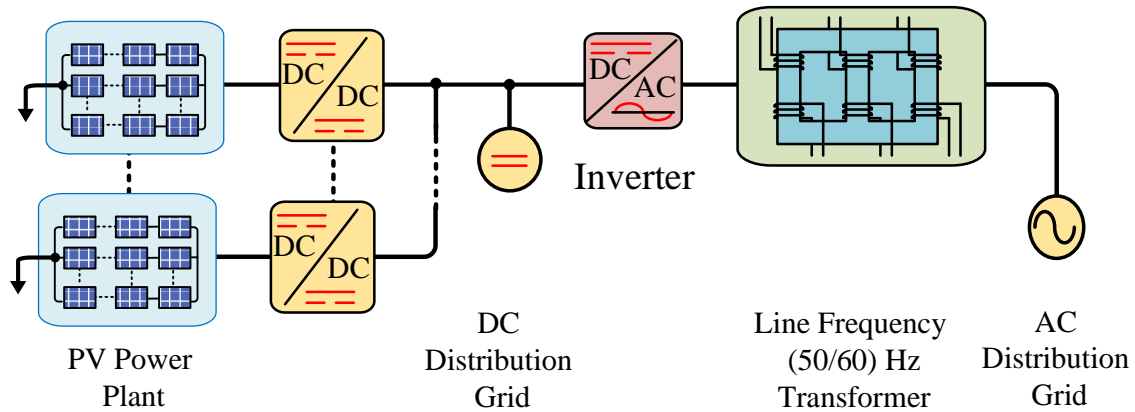 DC
DC
DC
AC
Inverter
DC
DC
PV Power
Plant
DC
Distribution
Grid
Line Frequency
(50/60) Hz
Transformer
AC
Distribution
Grid